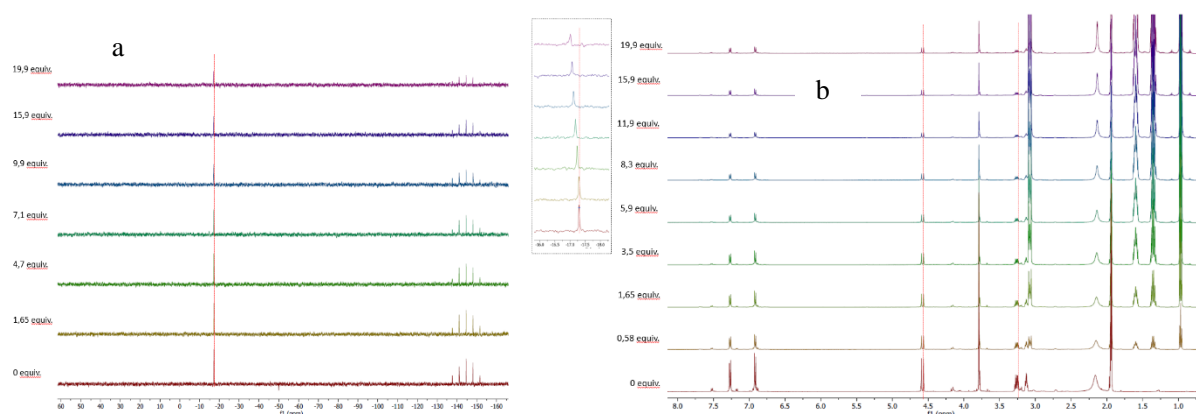 a
19,9 equiv.
15,9 equiv.
9,9 equiv.
7,1 equiv.
4,7 equiv.
1,65 equiv.
0 equiv.
60 50 40 30 20 10 0 -10 -20 -30 -40 -50 -60 -70 -80 -90 -100 -110 -120 -130 -140 -150 -160
b
19,9 equiv.
15,9 equiv.
11,9 equiv.
8,3 equiv.
5,9 equiv.
3,5 equiv.
1,65 equiv.
0,58 equiv.
0 equiv.
8.0 7.5 7.0 6.5 6.0 5.5 5.0 4.5 4.0 3.5 3.0 2.5 2.0 1.5 1.0